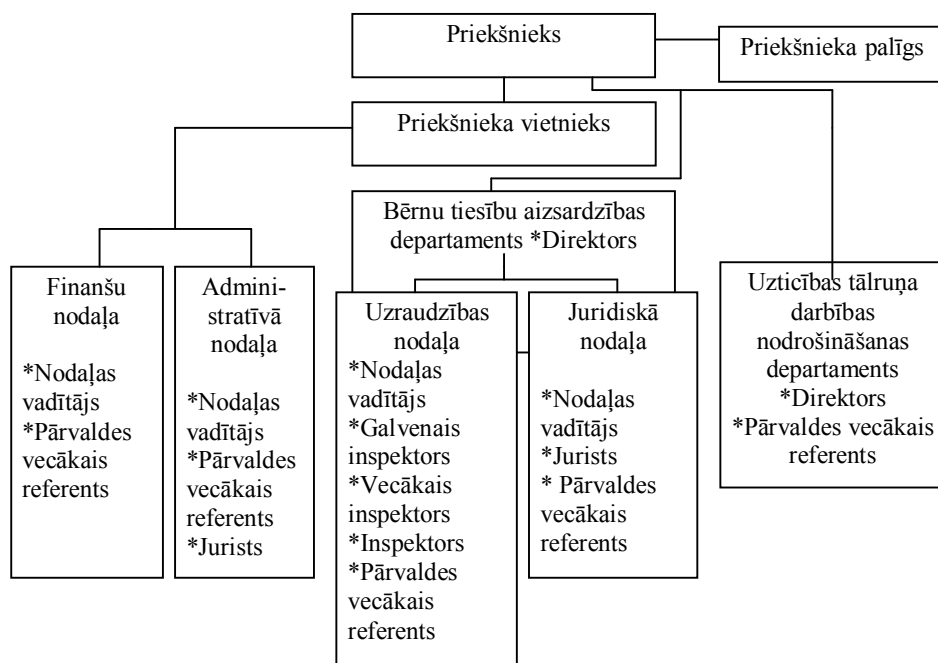 Priekšnieks
Priekšnieka palīgs
Priekšnieka vietnieks
Bērnu tiesību aizsardzības
departaments *Direktors
Finanšu
nodaļa
*Nodaļas
vadītājs
*Pārvaldes
vecākais
referents
Admini-
stratīvā
nodaļa
*Nodaļas
vadītājs
*Pārvaldes
vecākais
referents
*Jurists
Uzraudzības
nodaļa
*Nodaļas
vadītājs
*Galvenais
inspektors
*Vecākais
inspektors
*Inspektors
*Pārvaldes
vecākais
referents
Juridiskā
nodaļa
*Nodaļas
vadītājs
*Jurists
* Pārvaldes
vecākais
referents
Uzticības tālruņa
darbības
nodrošināšanas
departaments
*Direktors
*Pārvaldes vecākais
referents